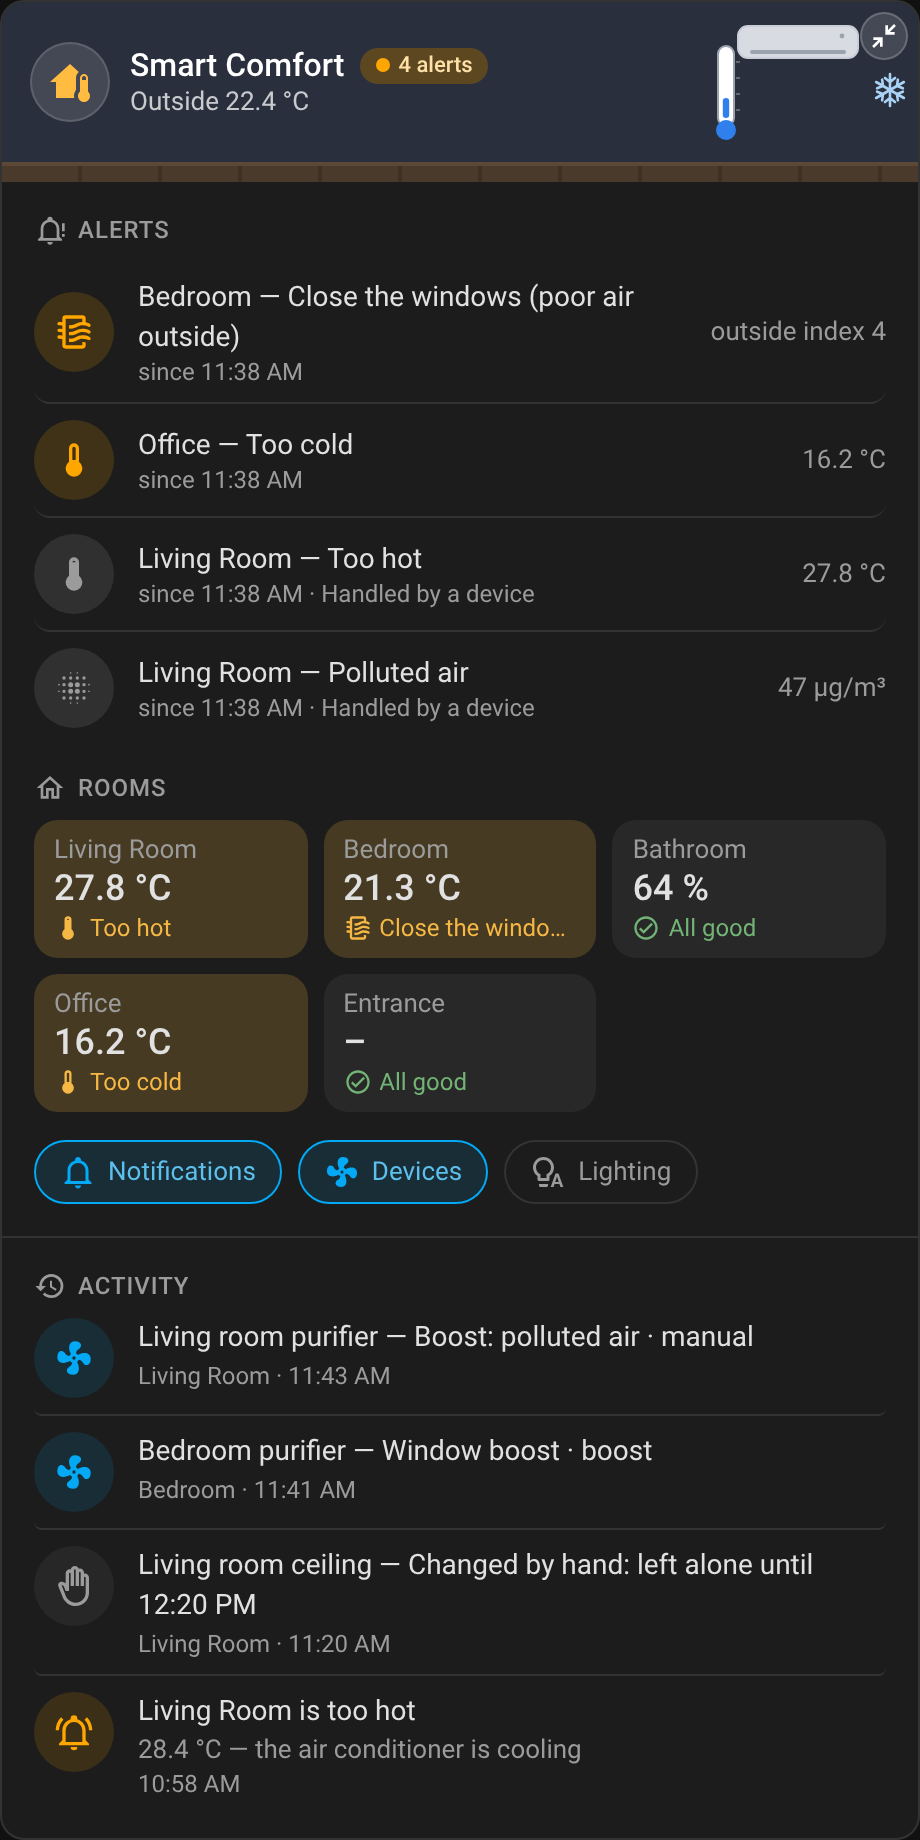 Smart Comfort
4 alerts
Outside 22.4 °C
ALERTS
Bedroom — Close the windows (poor air
outside)
since 11:38 AM
outside index 4
Office — Too cold
since 11:38 AM
16.2 °C
Living Room — Too hot
since 11:38 AM · Handled by a device
27.8 °C
Living Room — Polluted air
since 11:38 AM · Handled by a device
47 µg/m³
ROOMS
Living Room
27.8 °C
Too hot
Bedroom
21.3 °C
Close the windo…
Bathroom
64 %
All good
Office
16.2 °C
Too cold
Entrance
–
All good
Notifications
Devices
Lighting
ACTIVITY
Living room purifier — Boost: polluted air · manual
Living Room · 11:43 AM
Bedroom purifier — Window boost · boost
Bedroom · 11:41 AM
Living room ceiling — Changed by hand: left alone until
12:20 PM
Living Room · 11:20 AM
Living Room is too hot
28.4 °C — the air conditioner is cooling
10:58 AM